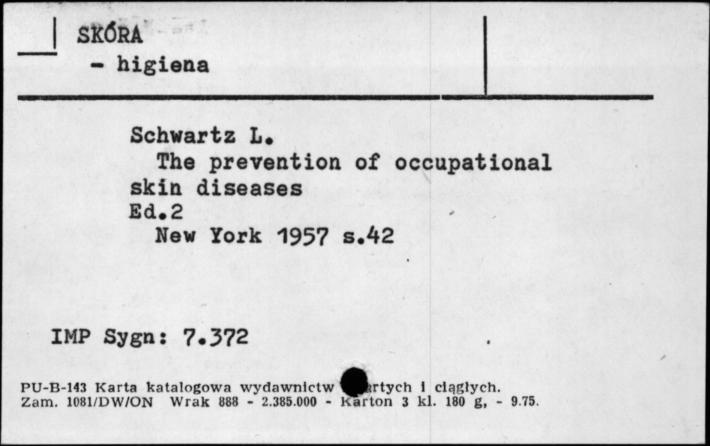 SKÓRA
- higiena
Schwartz L.
The prevention of occupational
skin diseases
Ed.2
New York 1957 s.42
IMP Sygn: 7.372
PU-B-143 Karta katalogowa wydawnictw i ciągłych.
Zam. 1081/DW/ON Wrak 888 - 2.385.000 - Karton 3 kl. 180 g, - 9.75.